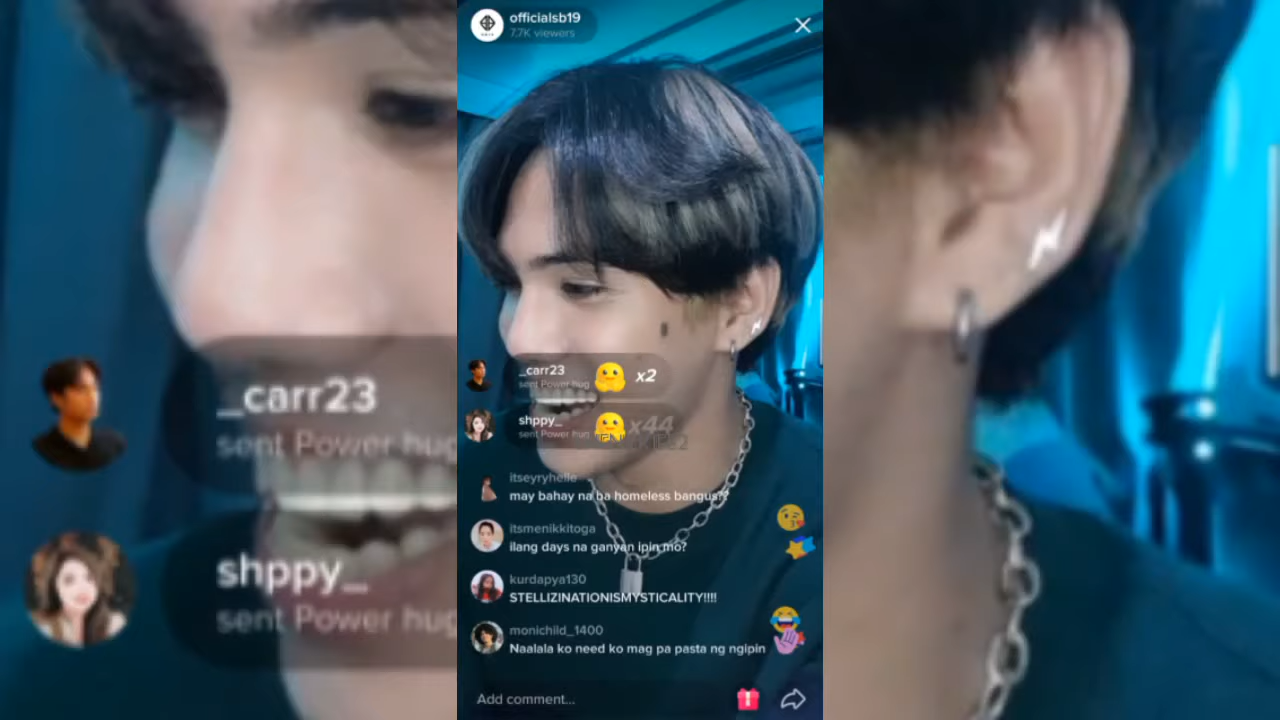 officialsb19
7.7K viewers
_carr23
sent Power hug
x2
shppy_
sent Power hug
x44
itseyryhelle
may bahay na ba homeless bangus??
itsmenikkitoga
ilang days na ganyan ipin mo?
kurdapya130
STELLIZINATIONISMYSTICALITY!!!!
monichild_1400
Naalala ko need ko mag pa pasta ng ngipin
Add comment...
_carr23
sent Power hug
shppy_
sent Power hug